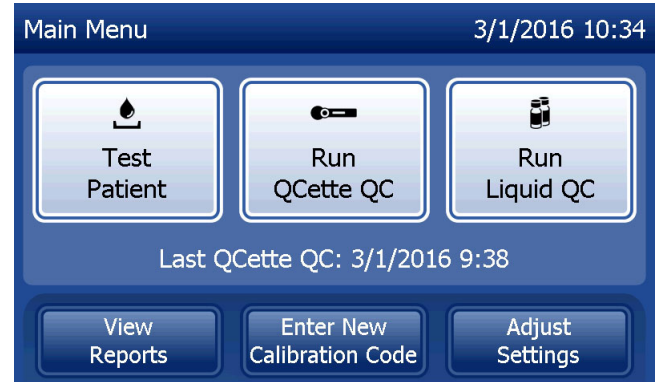 Main Menu 3/1/2016 10:34
Test Patient
Run QCette QC
Run Liquid QC
Last QCette QC: 3/1/2016 9:38
View Reports
Enter New Calibration Code
Adjust Settings